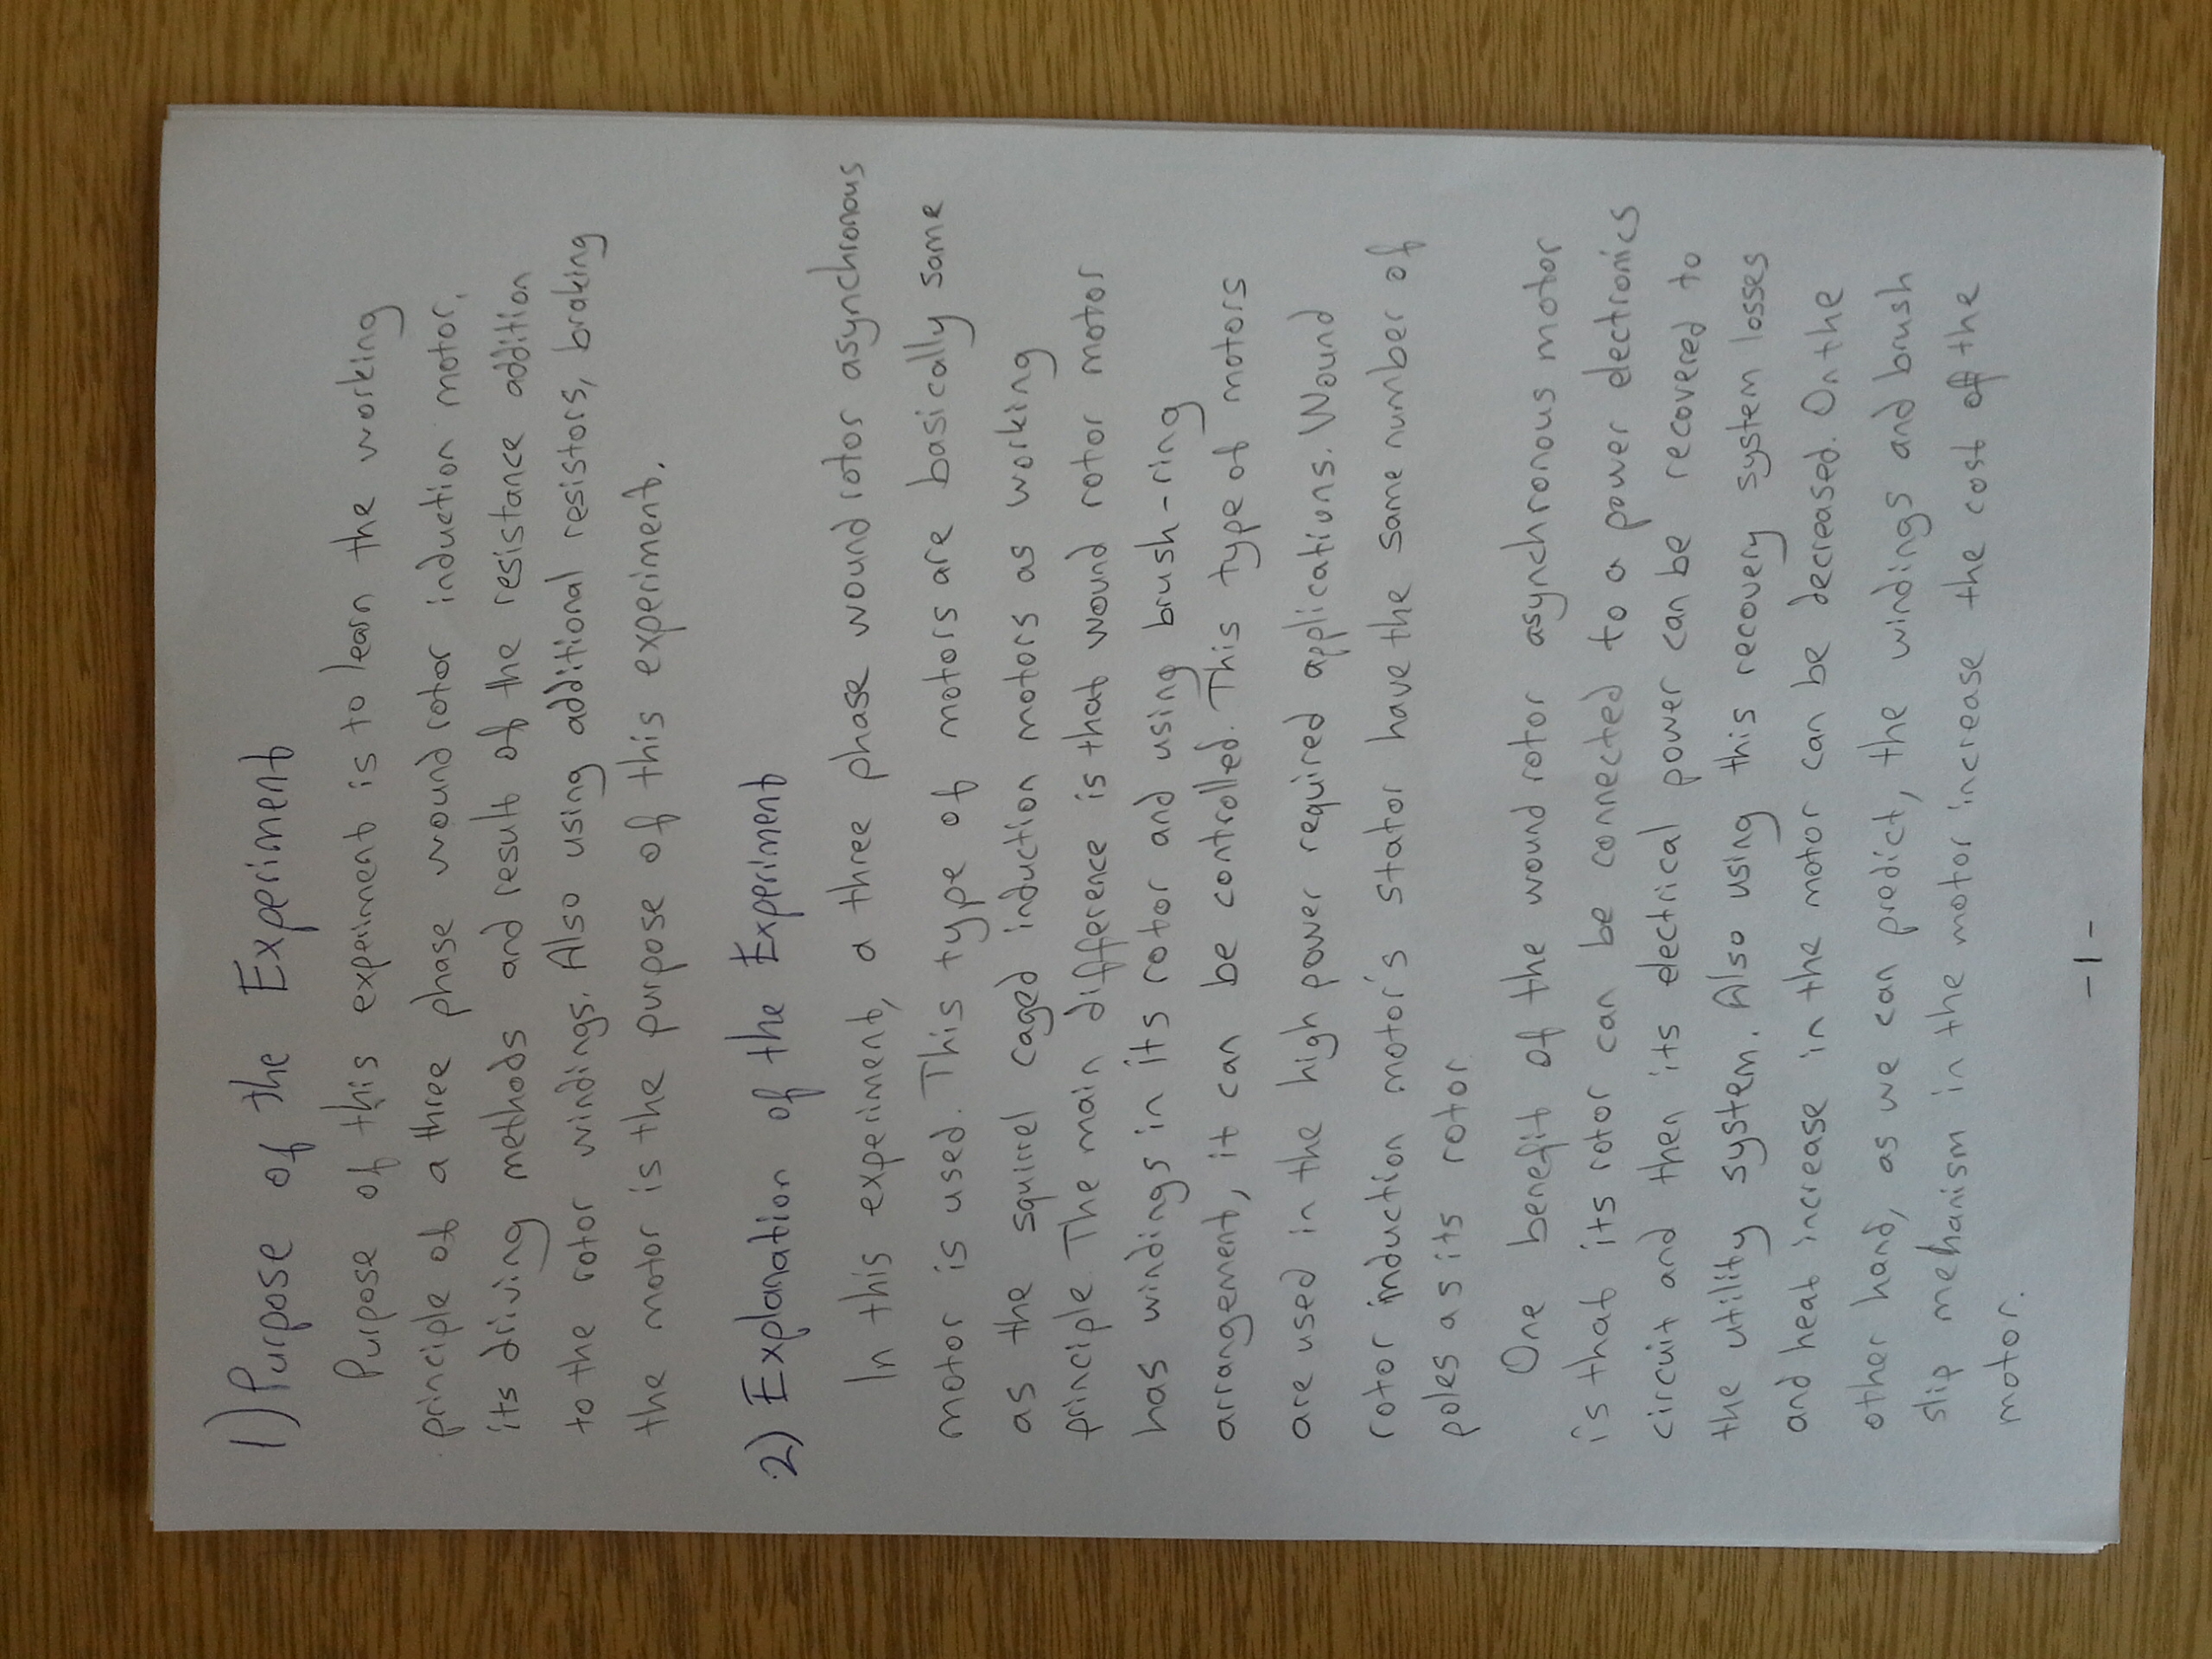 1) Purpose of the Experiment
Purpose of this experiment is to learn the working
principle of a three phase wound rotor induction motor,
its driving methods and result of the resistance addition
to the rotor windings. Also using additional resistors, braking
the motor is the purpose of this experiment.
2) Explanation of the Experiment
In this experiment, a three phase wound rotor asynchronous
motor is used. This type of motors are basically same
as the squirrel caged induction motors as working
principle. The main difference is that wound rotor motor
has windings in its rotor and using brush-ring
arrangement, it can be controlled. This type of motors
are used in the high power required applications. Wound
rotor induction motor's stator have the same number of
poles as its rotor
One benefit of the wound rotor asynchronous motor
is that its rotor can be connected to a power electronics
circuit and then its electrical power can be recovered to
the utility system. Also using this recovery system losses
and heat increase in the motor can be decreased. On the
other hand, as we can predict, the windings and brush
slip mehanism in the motor increase the cost of the
motor.
-1-